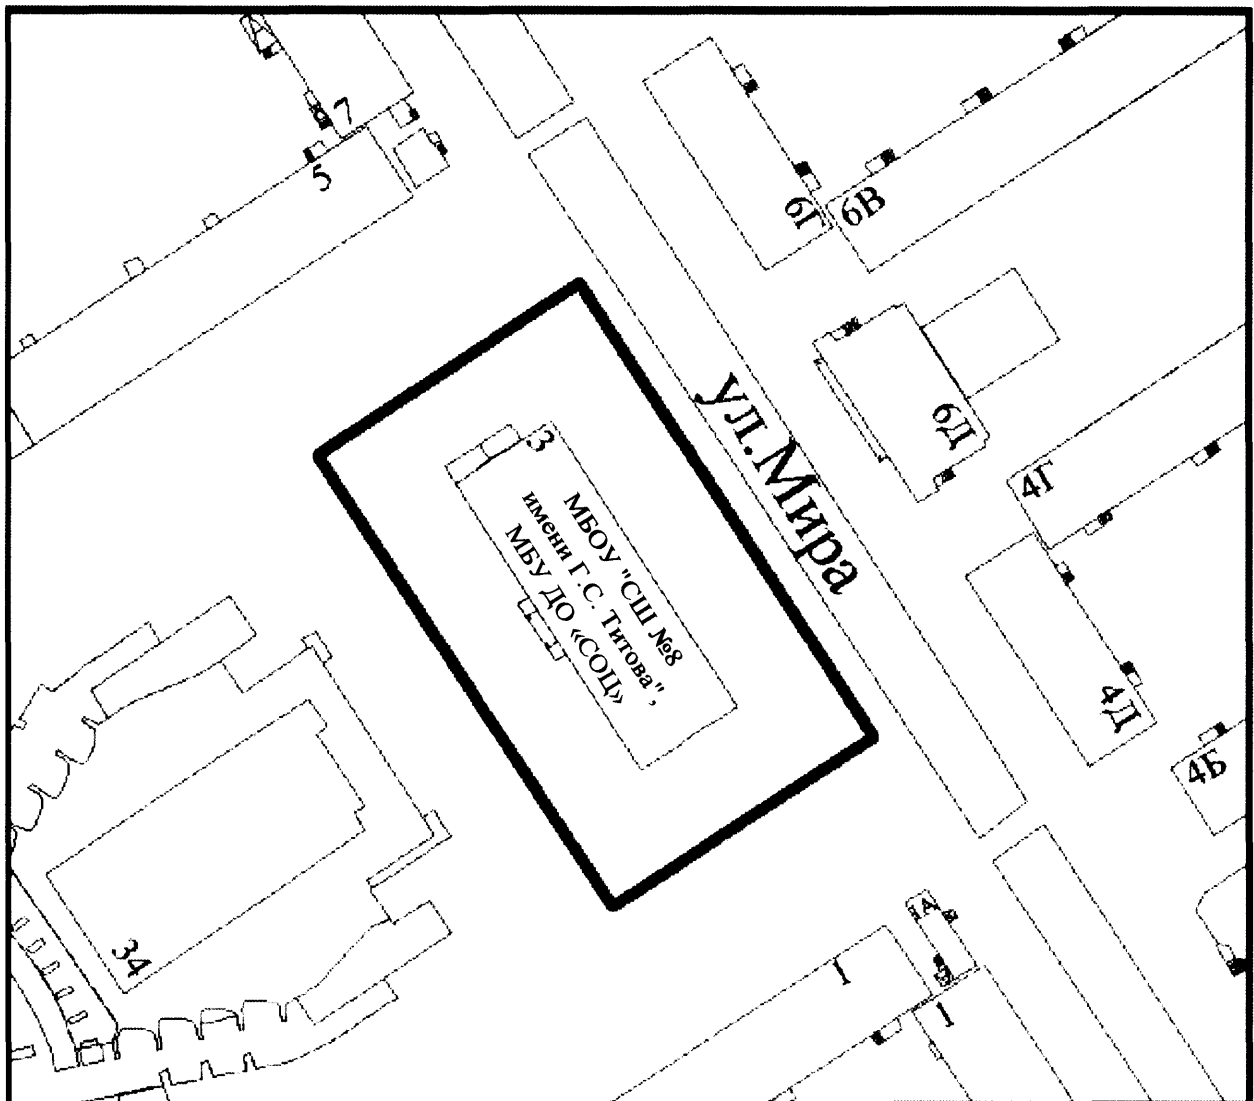 7
5
6Г
6В
6Д
ул.Мира
3
МБОУ "СШ №8
имени Г.С. Титова",
МБУ ДО «СОЦ»
4Г
4Д
4Б
34
1А
1
1